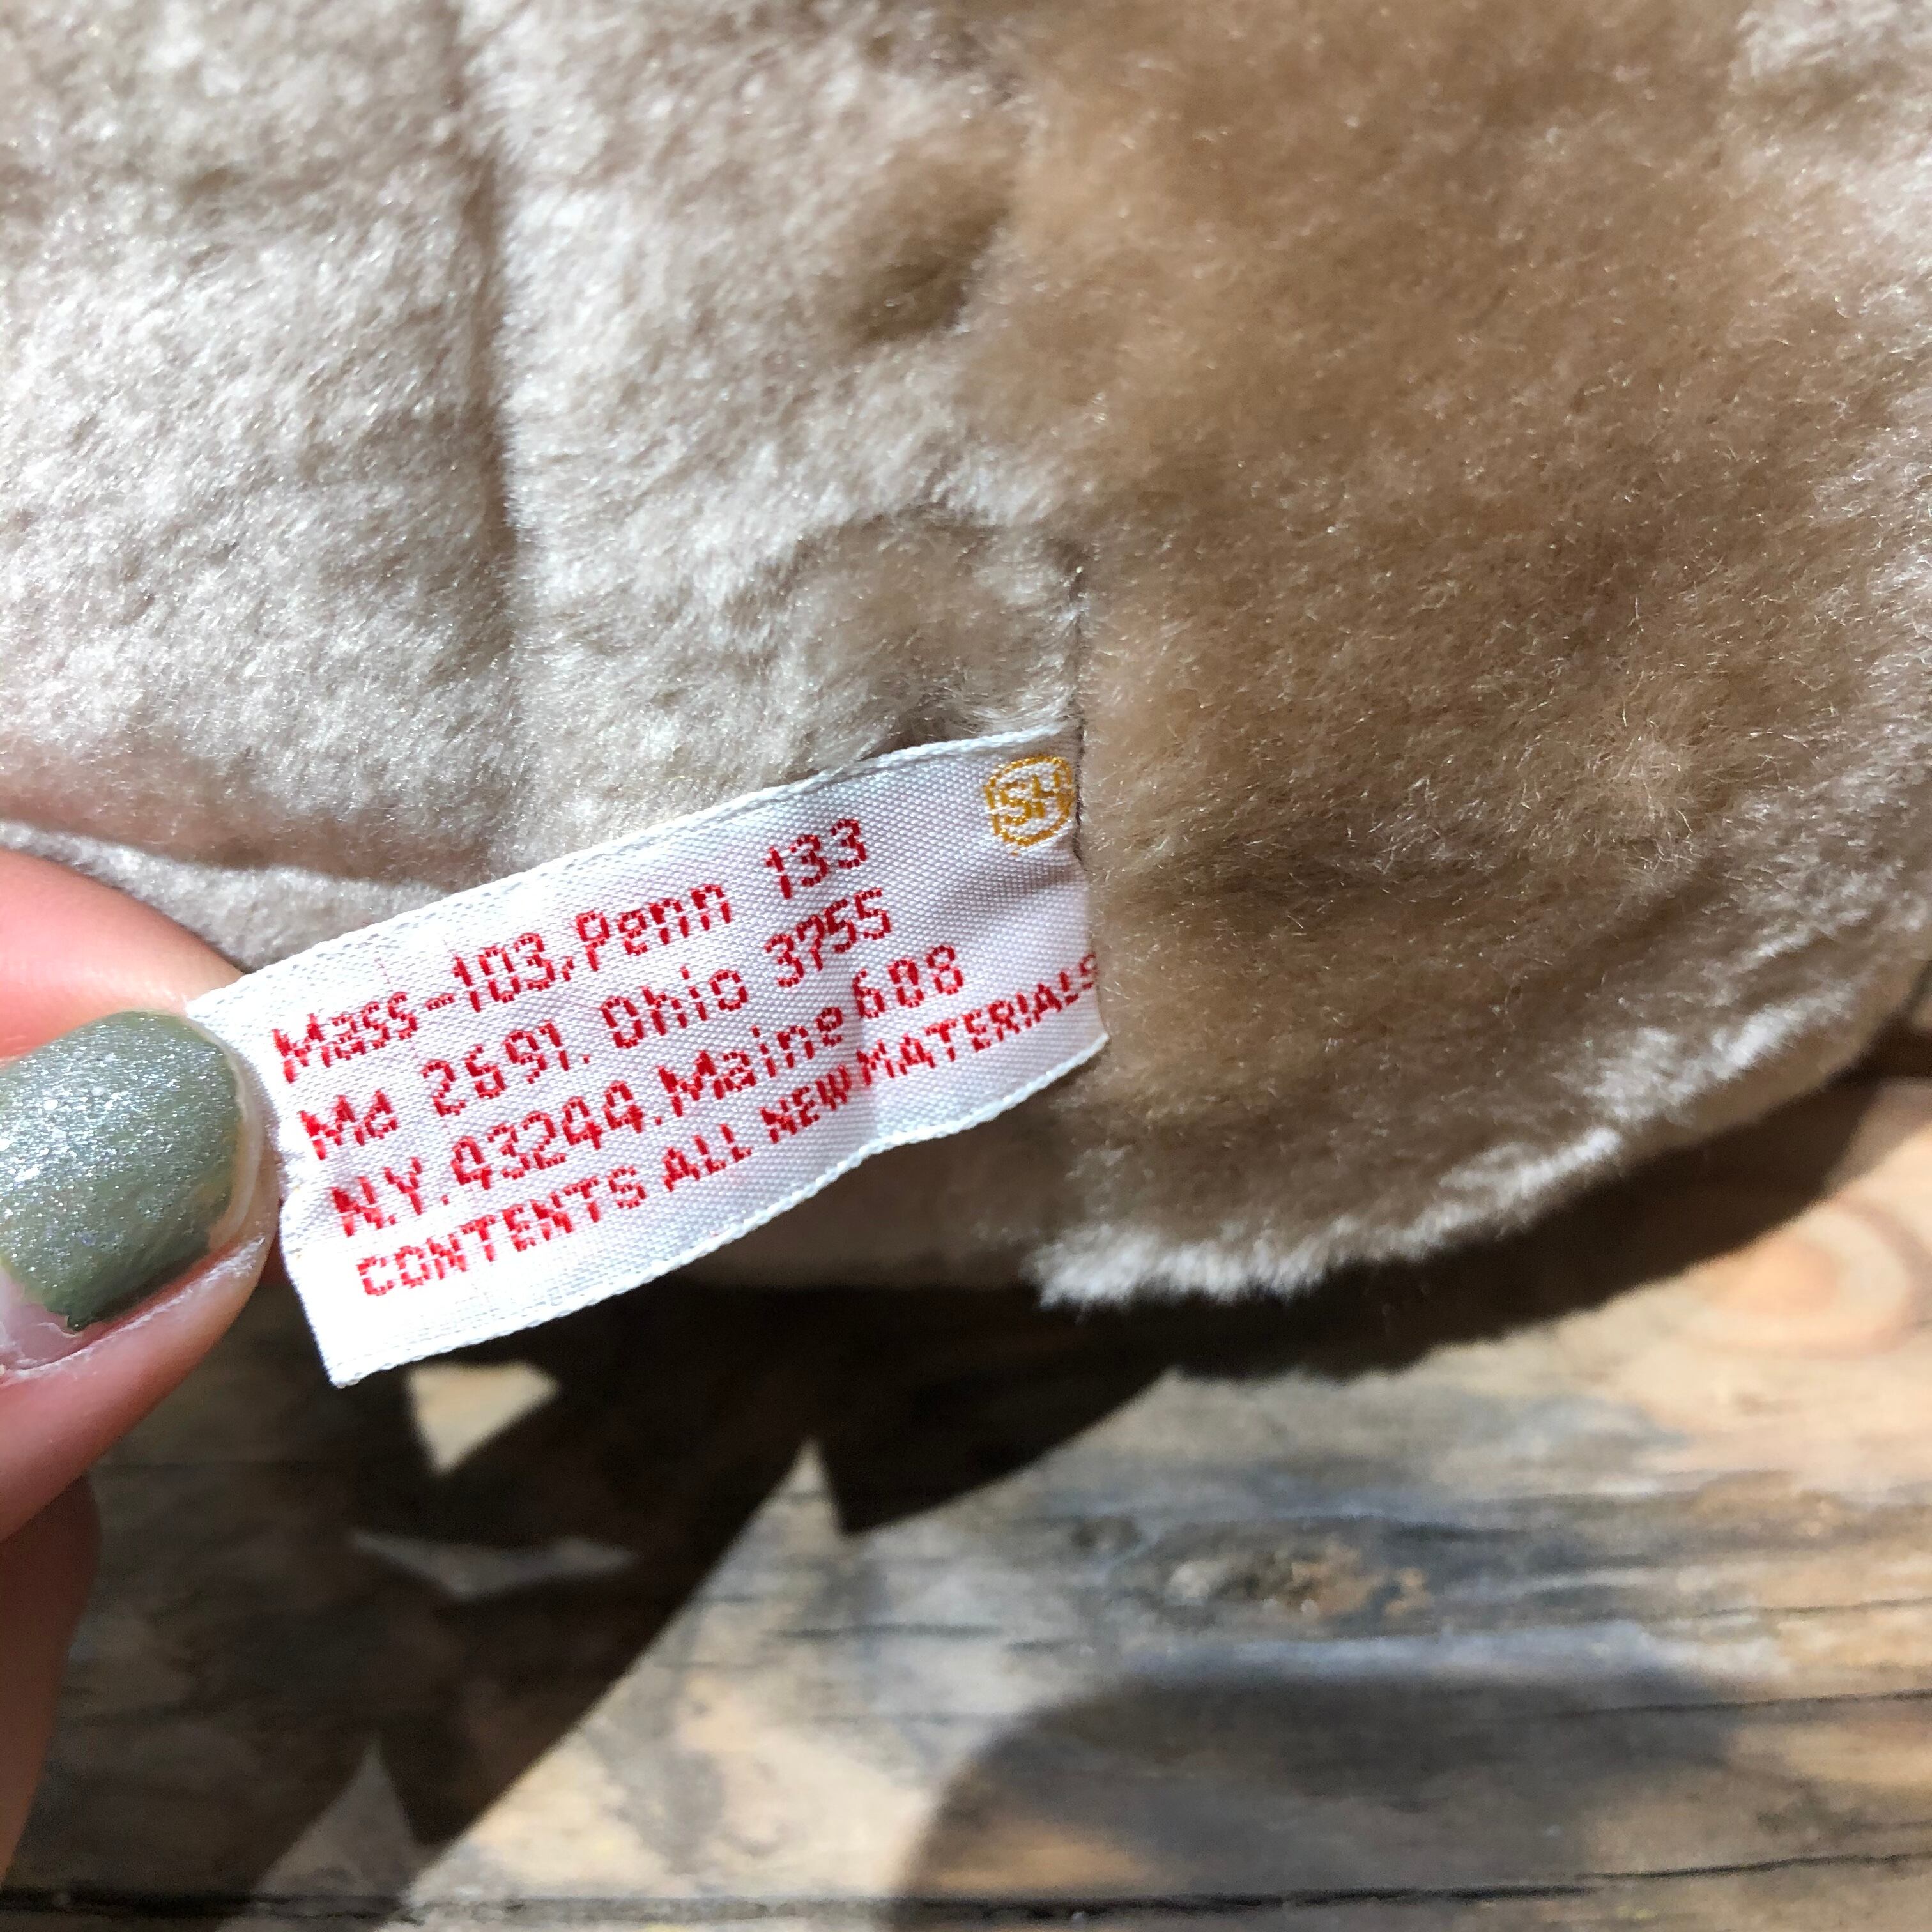 SH
Mass-103,Penn 133
Md 2691. Ohio 3755
N.Y.43244.Maine 608
CONTENTS ALL NEW MATERIALS